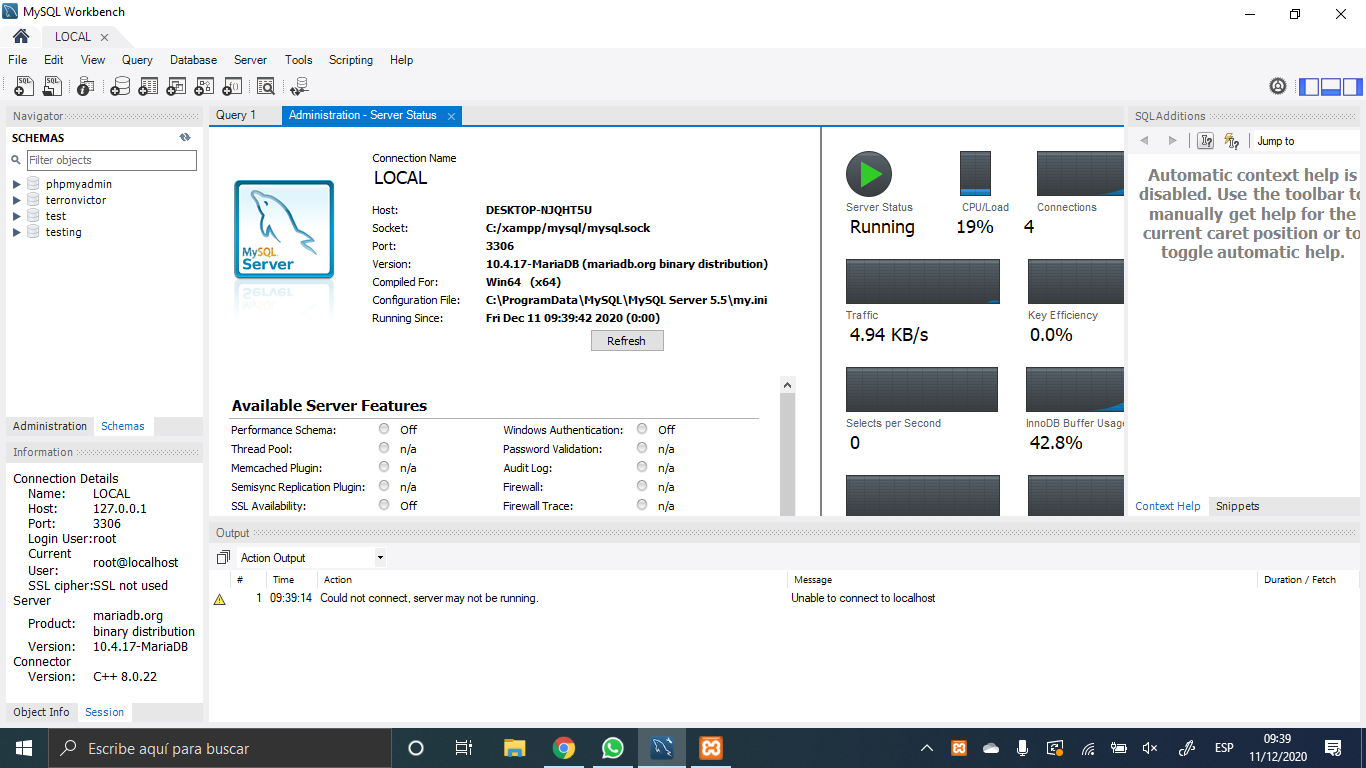 MySQL Workbench
LOCAL
File Edit View Query Database Server Tools Scripting Help
Navigator
SCHEMAS
Filter objects
phpmyadmin
terronvictor
test
testing
Administration Schemas
Information
Connection Details
Name: LOCAL
Host: 127.0.0.1
Port: 3306
Login User:root
Current User: root@localhost
SSL cipher:SSL not used
Server
Product: mariadb.org binary distribution
Version: 10.4.17-MariaDB
Connector
Version: C++ 8.0.22
Object Info Session
Query 1 Administration - Server Status
MySQL Server
Connection Name
LOCAL
Host: DESKTOP-NJQHT5U
Socket: C:/xampp/mysql/mysql.sock
Port: 3306
Version: 10.4.17-MariaDB (mariadb.org binary distribution)
Compiled For: Win64 (x64)
Configuration File: C:\ProgramData\MySQL\MySQL Server 5.5\my.ini
Running Since: Fri Dec 11 09:39:42 2020 (0:00)
Refresh
Available Server Features
Performance Schema: Off Windows Authentication: Off
Thread Pool: n/a Password Validation: n/a
Memcached Plugin: n/a Audit Log: n/a
Semisync Replication Plugin: n/a Firewall: n/a
SSL Availability: Off Firewall Trace: n/a
Server Status CPU/Load Connections
Running 19% 4
Traffic Key Efficiency
4.94 KB/s 0.0%
Selects per Second InnoDB Buffer Usage
0 42.8%
SQLAdditions
Jump to
Automatic context help is
disabled. Use the toolbar to
manually get help for the
current caret position or to
toggle automatic help.
Context Help Snippets
Output
Action Output
# Time Action Message Duration / Fetch
1 09:39:14 Could not connect, server may not be running. Unable to connect to localhost
Escribe aquí para buscar
ESP
09:39
11/12/2020